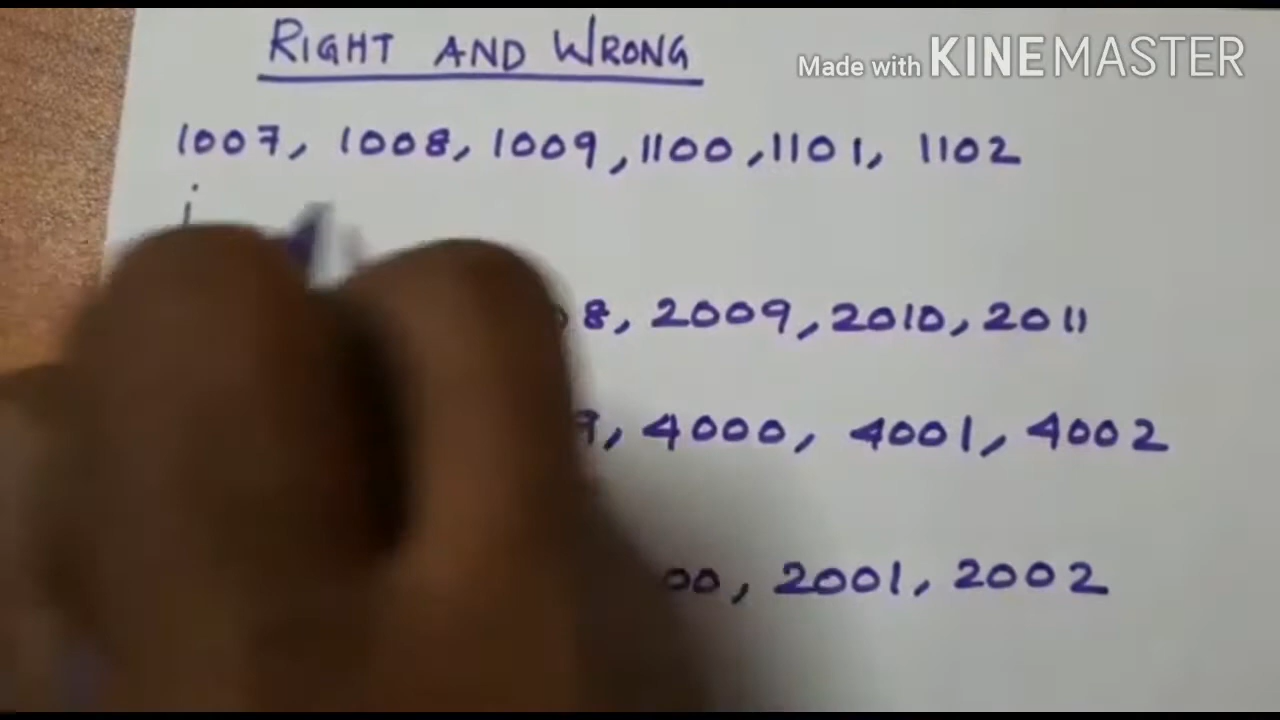 RIGHT AND WRONG
Made with KINEMASTER
1007, 1008, 1009, 1100, 1101, 1102
8, 2009, 2010, 2011
9, 4000, 4001, 4002
00, 2001, 2002